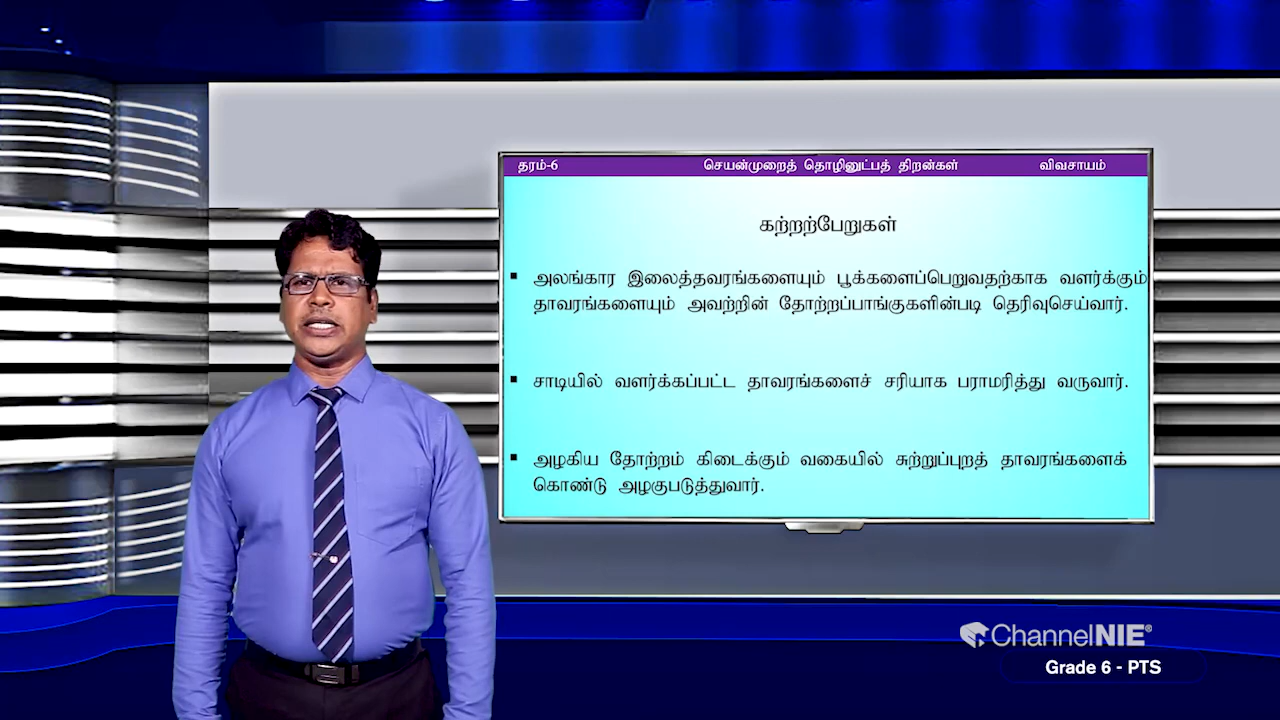 தரம்-6 செயன்முறைத் தொழினுட்பத் திறன்கள் விவசாயம்
கற்றற்பேறுகள்
▪ அலங்கார இலைத்தவரங்களையும் பூக்களைப்பெறுவதற்காக வளர்க்கும்
தாவரங்களையும் அவற்றின் தோற்றப்பாங்குகளின்படி தெரிவுசெய்வார்.
▪ சாடியில் வளர்க்கப்பட்ட தாவரங்களைச் சரியாக பராமரித்து வருவார்.
▪ அழகிய தோற்றம் கிடைக்கும் வகையில் சுற்றுப்புறத் தாவரங்களைக்
கொண்டு அழகுபடுத்துவார்.
ChannelNIE®
Grade 6 - PTS